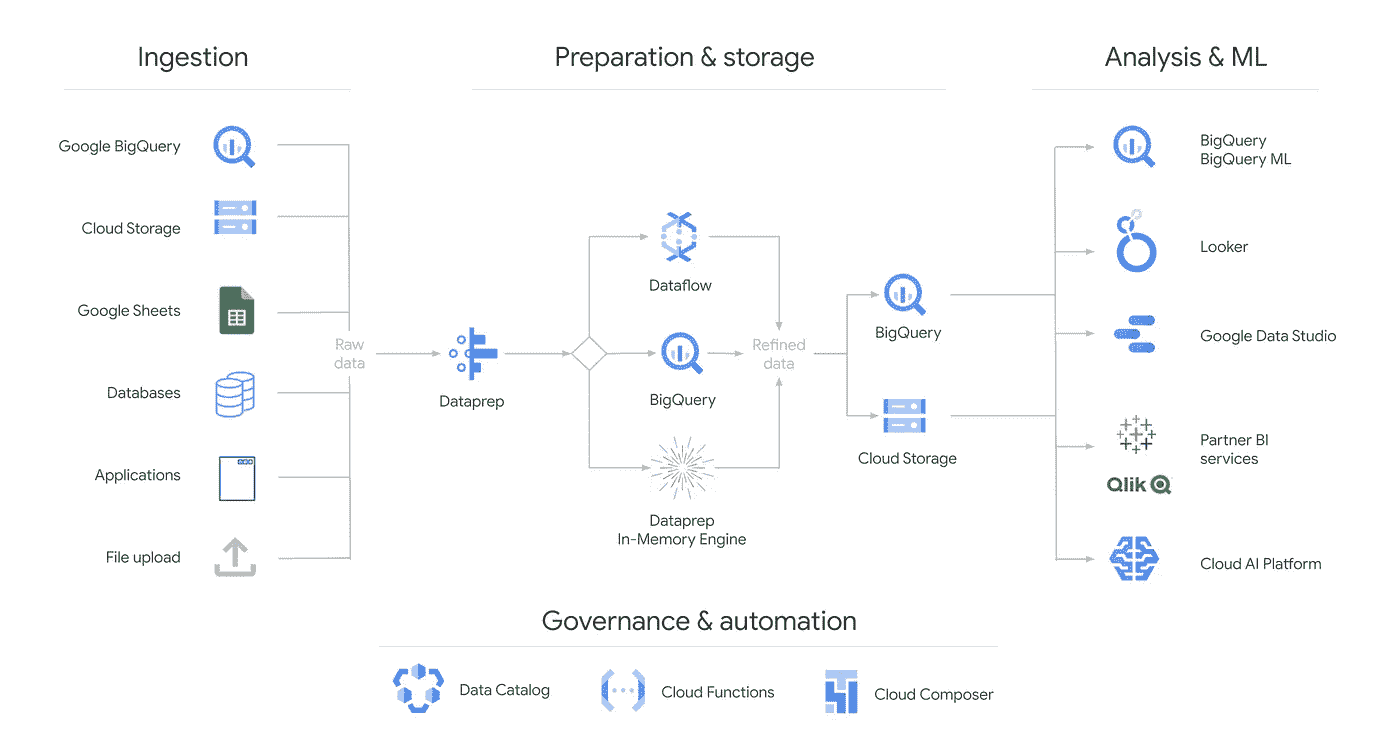 Ingestion
Preparation & storage
Analysis & ML
Google BigQuery
Cloud Storage
Google Sheets
Databases
Applications
File upload
Raw
data
Dataprep
Dataflow
BigQuery
Dataprep
In-Memory Engine
Refined
data
BigQuery
Cloud Storage
BigQuery
BigQuery ML
Looker
Google Data Studio
Partner BI
services
Qlik
Cloud AI Platform
Governance & automation
Data Catalog
Cloud Functions
Cloud Composer